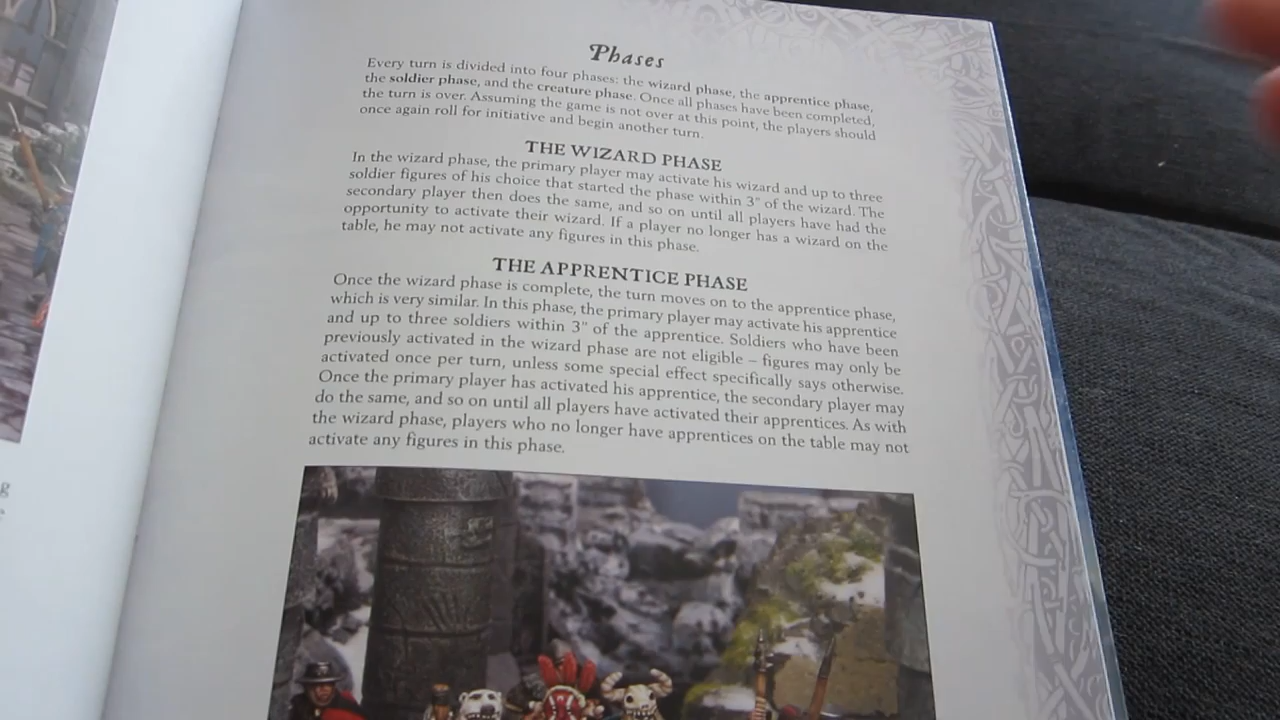 Phases
Every turn is divided into four phases: the wizard phase, the apprentice phase,
the soldier phase, and the creature phase. Once all phases have been completed,
the turn is over. Assuming the game is not over at this point, the players should
once again roll for initiative and begin another turn.
THE WIZARD PHASE
In the wizard phase, the primary player may activate his wizard and up to three
soldier figures of his choice that started the phase within 3" of the wizard. The
secondary player then does the same, and so on until all players have had the
opportunity to activate their wizard. If a player no longer has a wizard on the
table, he may not activate any figures in this phase.
THE APPRENTICE PHASE
Once the wizard phase is complete, the turn moves on to the apprentice phase,
which is very similar. In this phase, the primary player may activate his apprentice
and up to three soldiers within 3" of the apprentice. Soldiers who have been
previously activated in the wizard phase are not eligible – figures may only be
activated once per turn, unless some special effect specifically says otherwise.
Once the primary player has activated his apprentice, the secondary player may
do the same, and so on until all players have activated their apprentices. As with
the wizard phase, players who no longer have apprentices on the table may not
activate any figures in this phase.